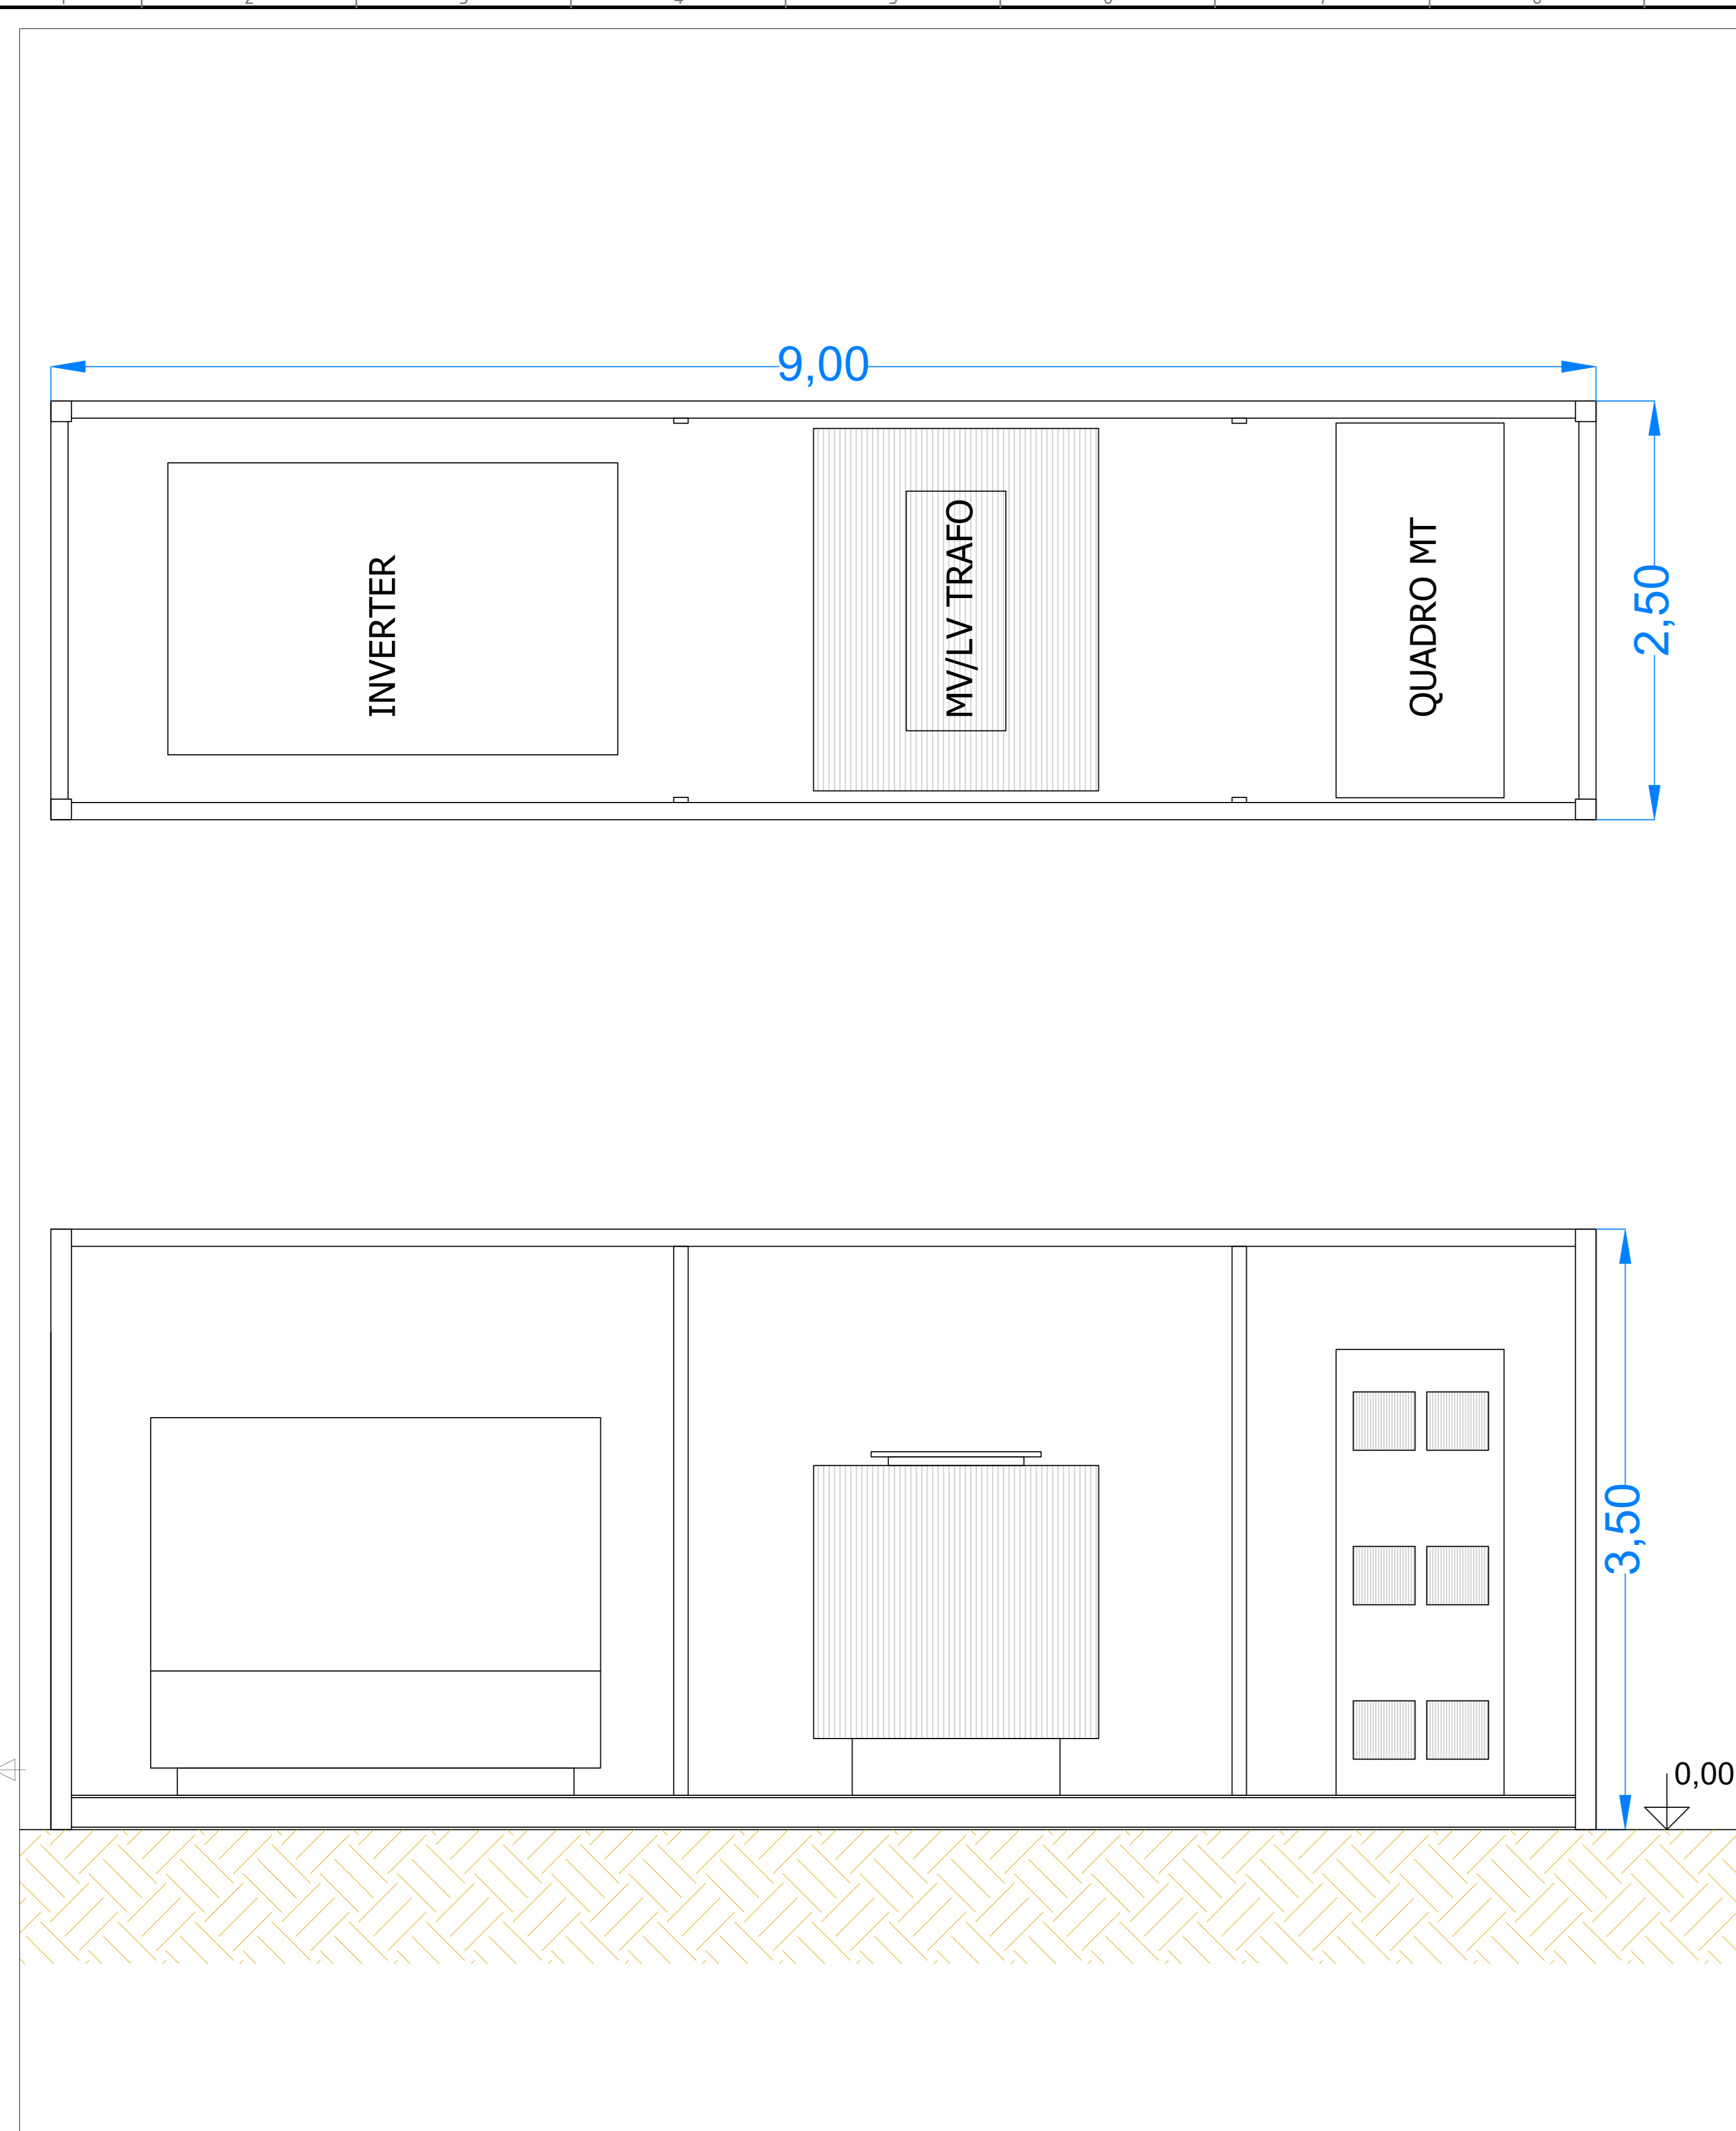 9,00
INVERTER
MV/LV TRAFO
QUADRO MT
2,50
3,50
0,00